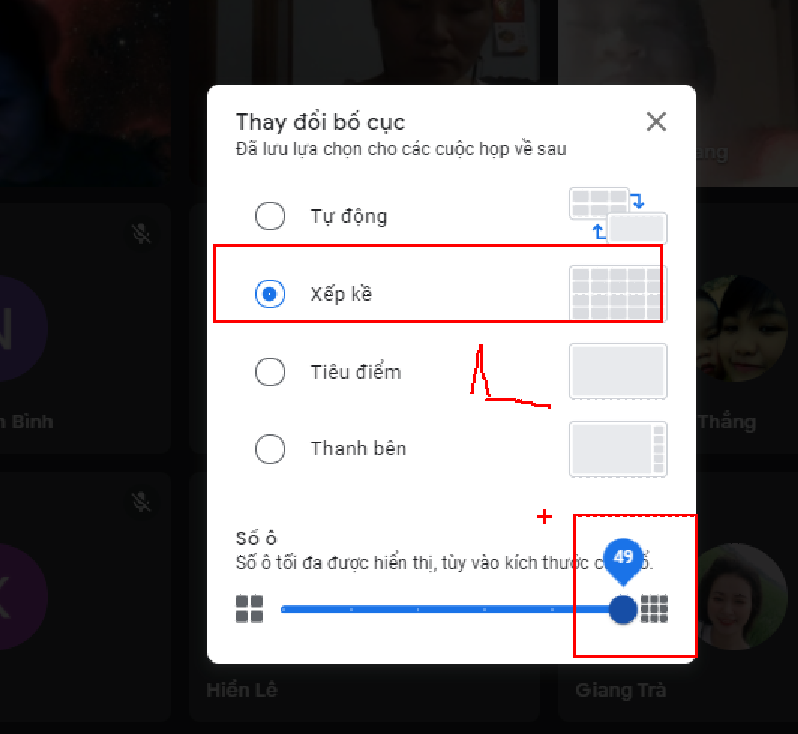 Thay đổi bố cục
Đã lưu lựa chọn cho các cuộc họp về sau
ang
Tự động
Xếp kề
Tiêu điểm
Thanh bên
N
n Bình
Thắng
Số ô
49
Số ô tối đa được hiển thị, tùy vào kích thước c ổ.
K
Hiền Lê
Giang Trà